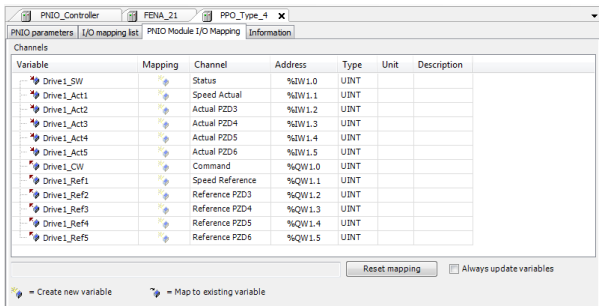 PNIO_Controller FENA_21 PPO_Type_4 x
PNIO parameters I/O mapping list PNIO Module I/O Mapping Information
Channels
Variable Mapping Channel Address Type Unit Description
Drive1_SW Status %IW1.0 UINT
Drive1_Act1 Speed Actual %IW1.1 UINT
Drive1_Act2 Actual PZD3 %IW1.2 UINT
Drive1_Act3 Actual PZD4 %IW1.3 UINT
Drive1_Act4 Actual PZD5 %IW1.4 UINT
Drive1_Act5 Actual PZD6 %IW1.5 UINT
Drive1_CW Command %QW1.0 UINT
Drive1_Ref1 Speed Reference %QW1.1 UINT
Drive1_Ref2 Reference PZD3 %QW1.2 UINT
Drive1_Ref3 Reference PZD4 %QW1.3 UINT
Drive1_Ref4 Reference PZD5 %QW1.4 UINT
Drive1_Ref5 Reference PZD6 %QW1.5 UINT
Reset mapping Always update variables
= Create new variable = Map to existing variable